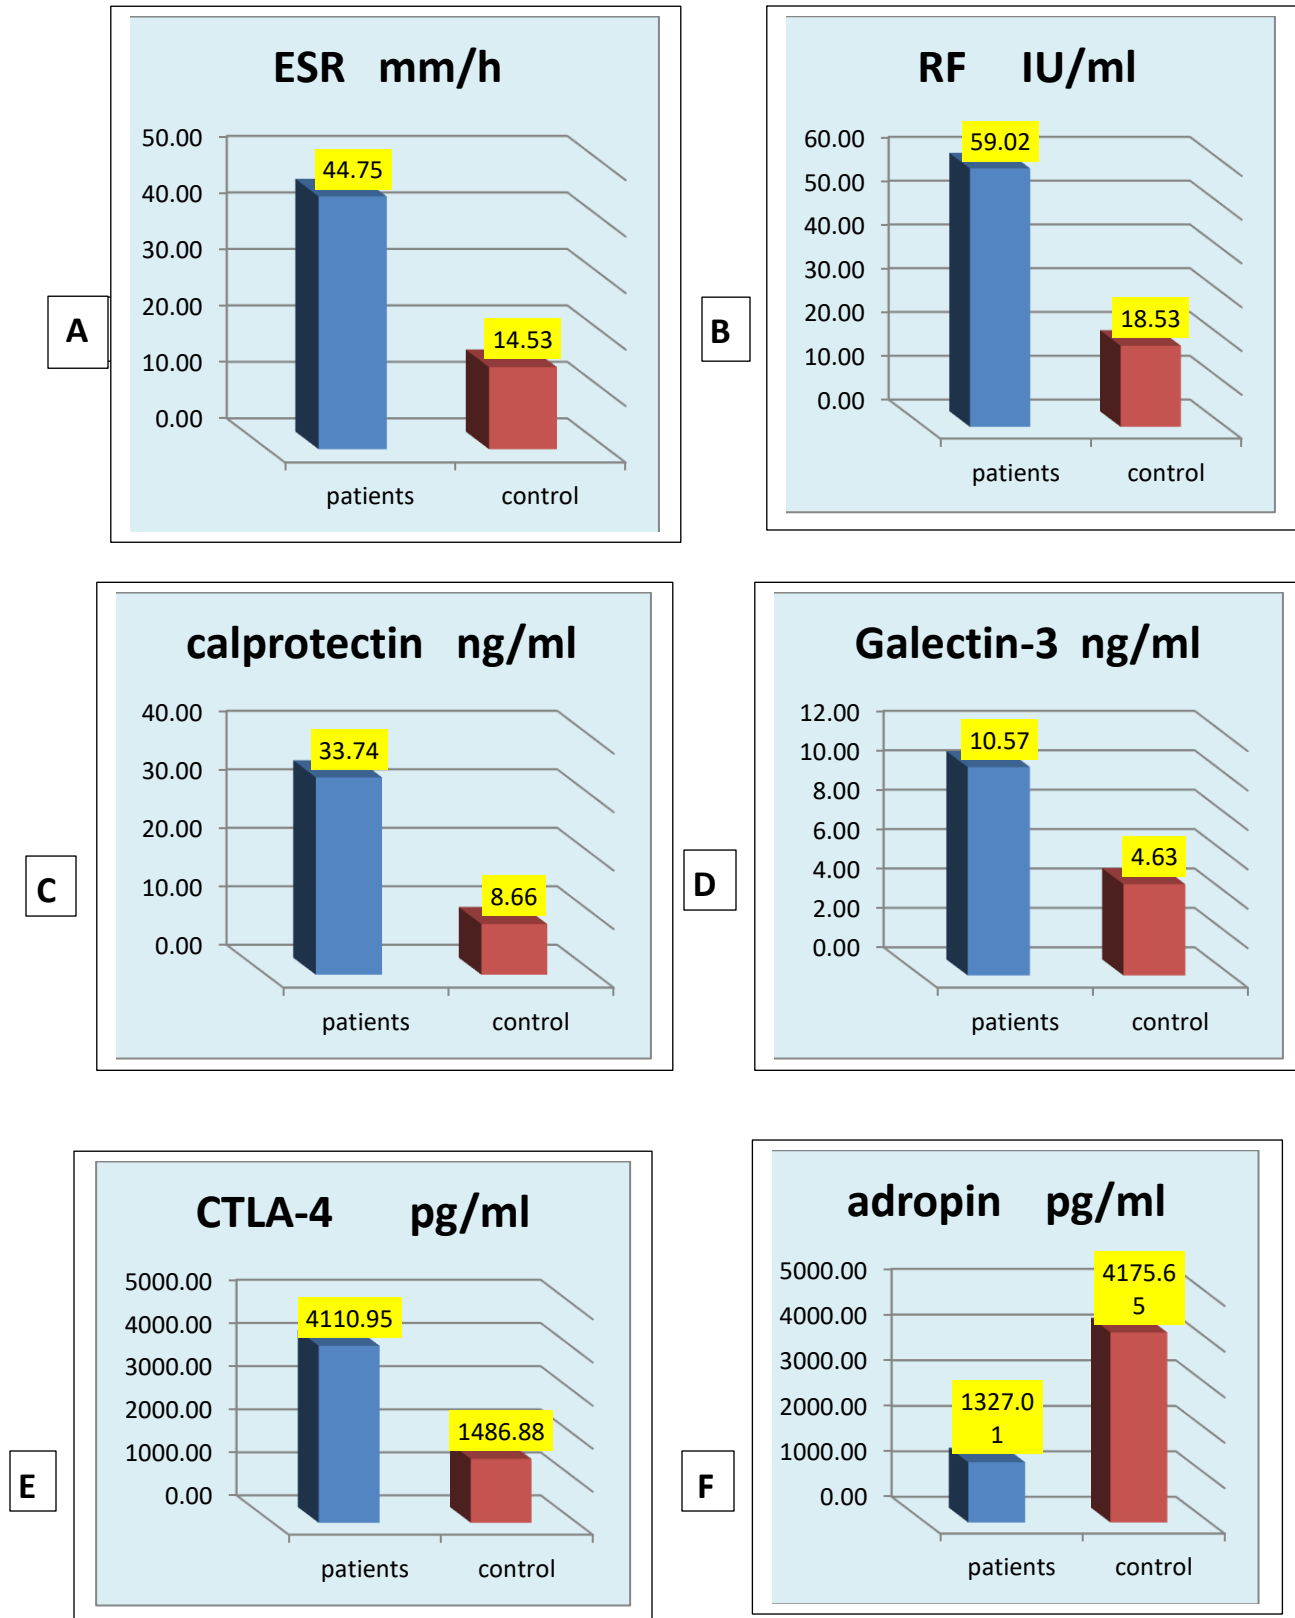 ESR mm/h
50.00
40.00
30.00
20.00
10.00
0.00
44.75
14.53
patients control
A
RF IU/ml
60.00
50.00
40.00
30.00
20.00
10.00
0.00
59.02
18.53
patients control
B
calprotectin ng/ml
40.00
30.00
20.00
10.00
0.00
33.74
8.66
patients control
C
Galectin-3 ng/ml
12.00
10.00
8.00
6.00
4.00
2.00
0.00
10.57
4.63
patients control
D
CTLA-4 pg/ml
5000.00
4000.00
3000.00
2000.00
1000.00
0.00
4110.95
1486.88
patients control
E
adropin pg/ml
5000.00
4000.00
3000.00
2000.00
1000.00
0.00
1327.0
1
4175.6
5
patients control
F